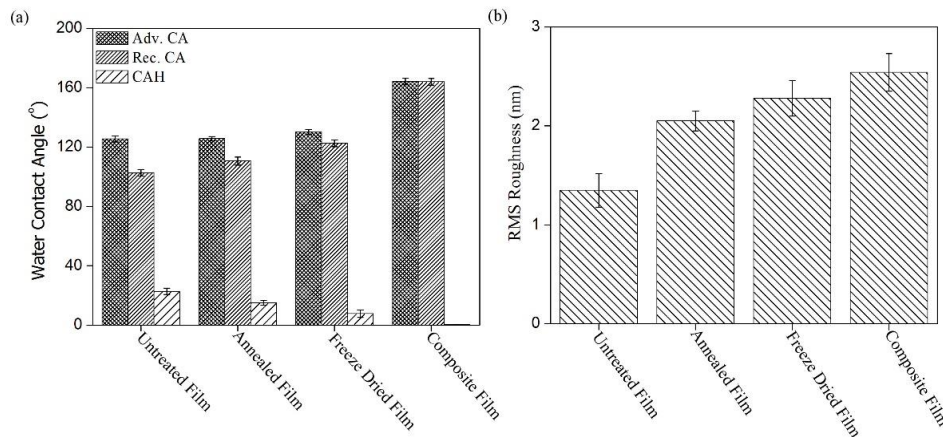 (a)
200
160
120
80
40
0
Water Contact Angle (°)
Adv. CA
Rec. CA
CAH
Untreated Film
Annealed Film
Freeze Dried Film
Composite Film
(b)
3
2
1
0
RMS Roughness (nm)
Untreated Film
Annealed Film
Freeze Dried Film
Composite Film